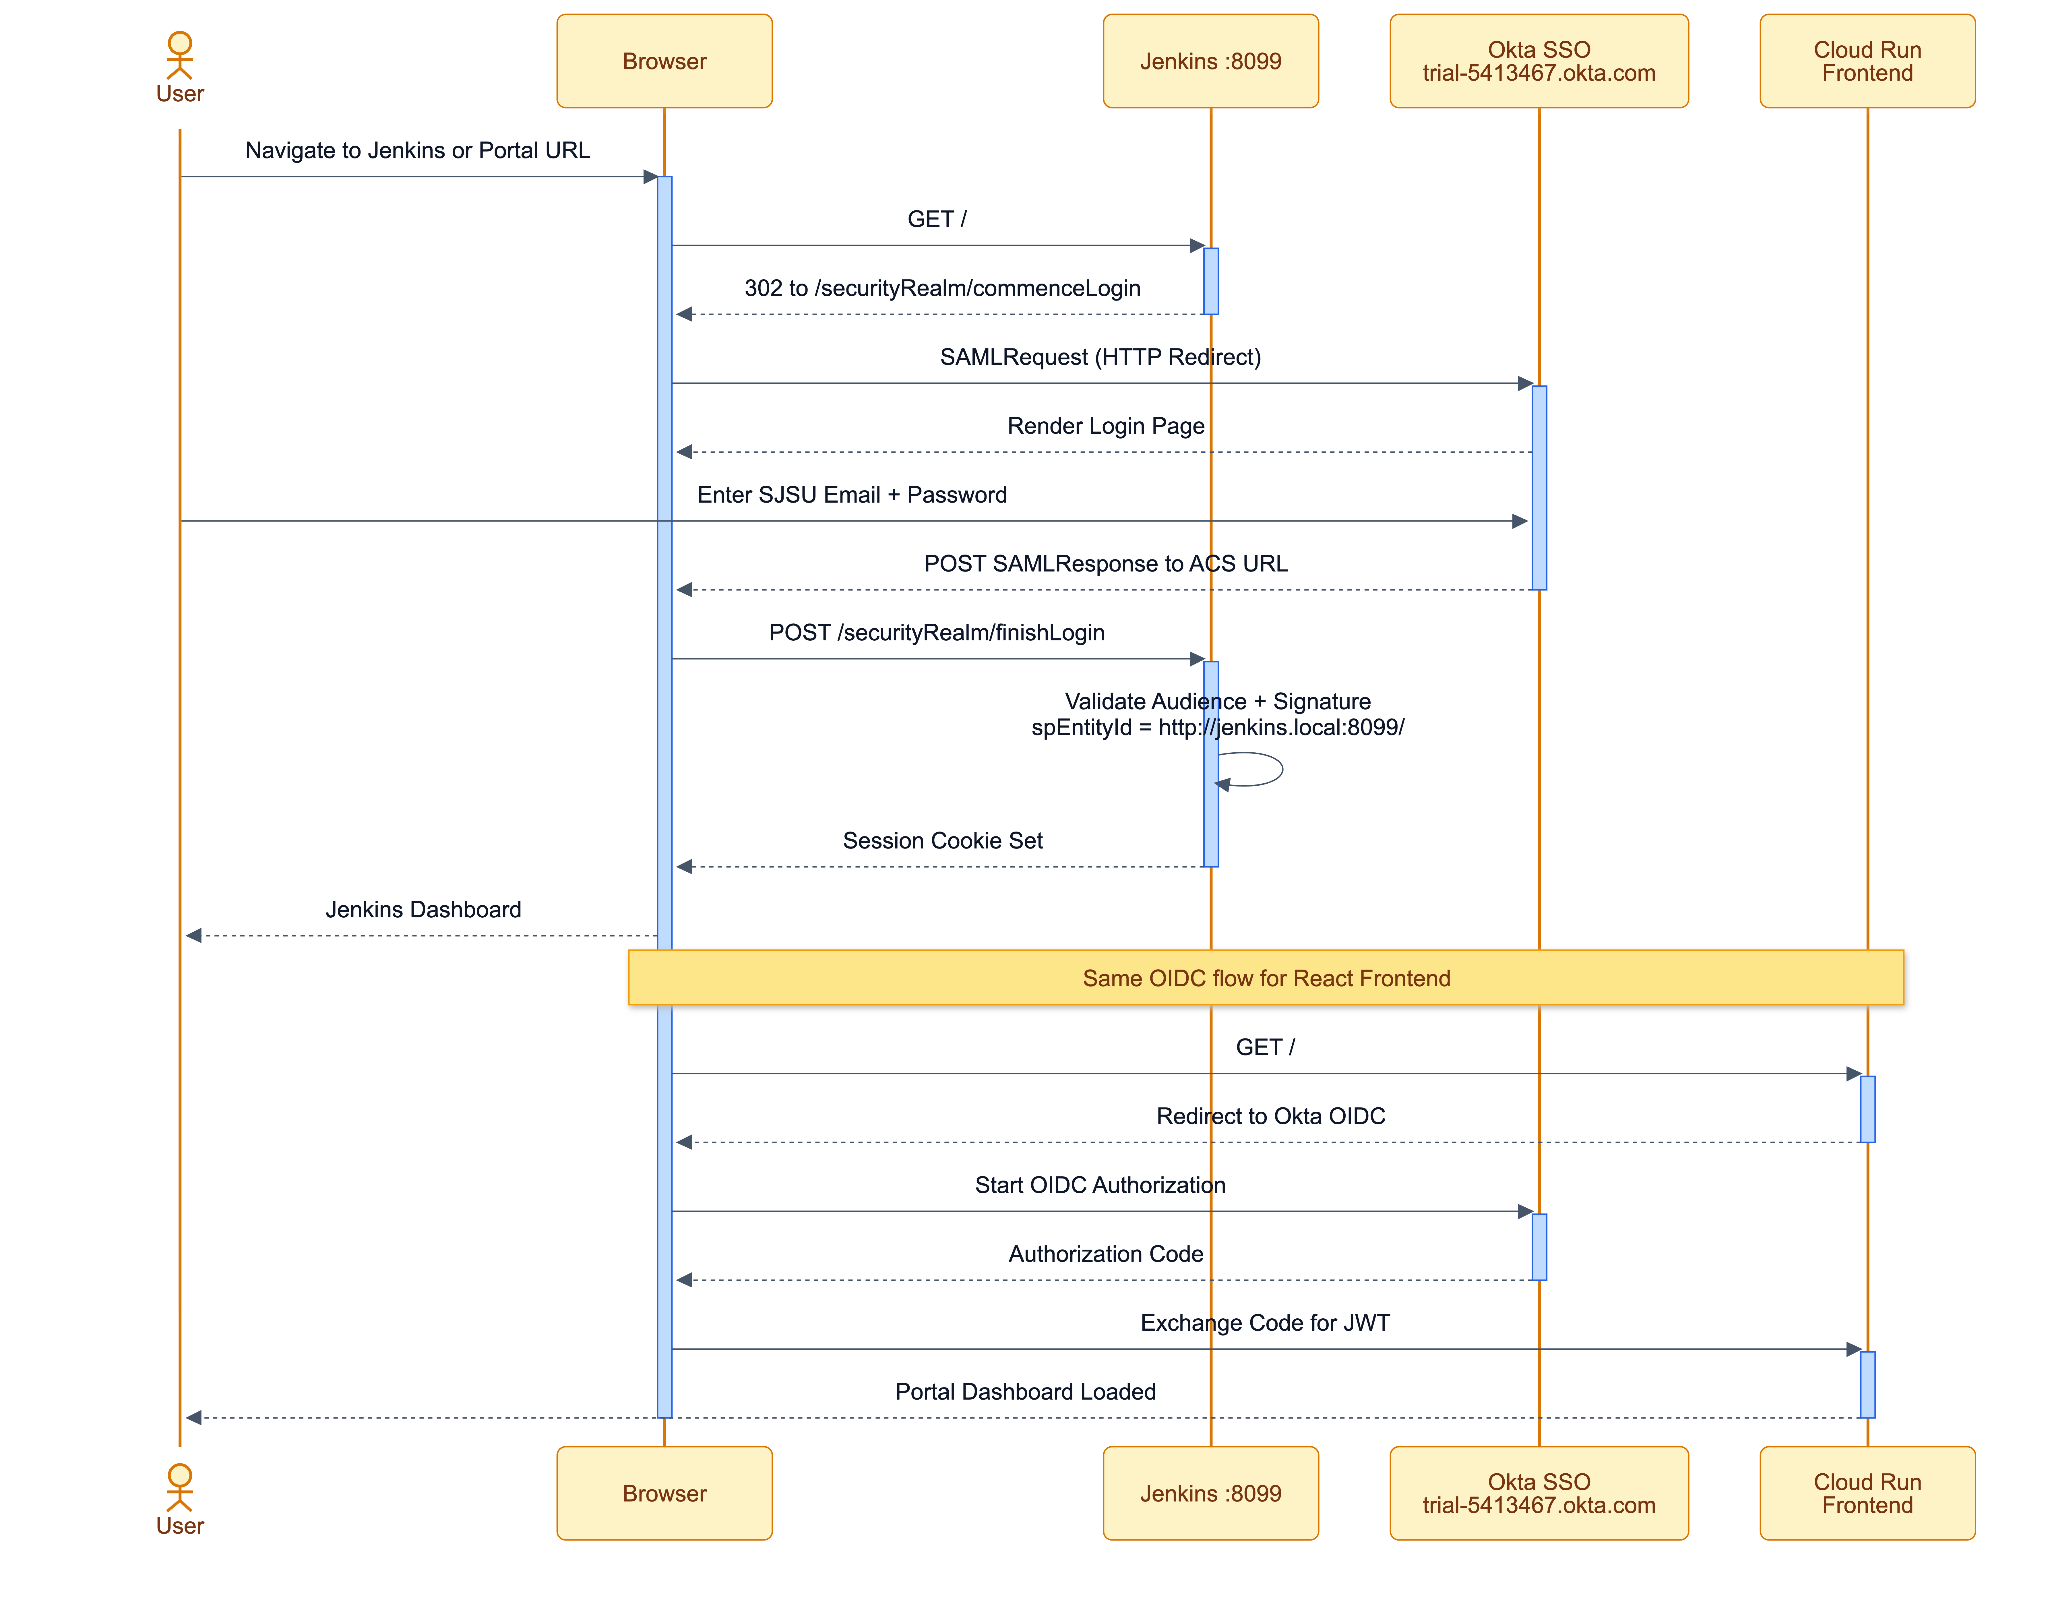 User
Browser
Jenkins :8099
Okta SSO
trial-5413467.okta.com
Cloud Run
Frontend
Navigate to Jenkins or Portal URL
GET /
302 to /securityRealm/commenceLogin
SAMLRequest (HTTP Redirect)
Render Login Page
Enter SJSU Email + Password
POST SAMLResponse to ACS URL
POST /securityRealm/finishLogin
Validate Audience + Signature
spEntityId = http://jenkins.local:8099/
Session Cookie Set
Jenkins Dashboard
Same OIDC flow for React Frontend
GET /
Redirect to Okta OIDC
Start OIDC Authorization
Authorization Code
Exchange Code for JWT
Portal Dashboard Loaded
User
Browser
Jenkins :8099
Okta SSO
trial-5413467.okta.com
Cloud Run
Frontend